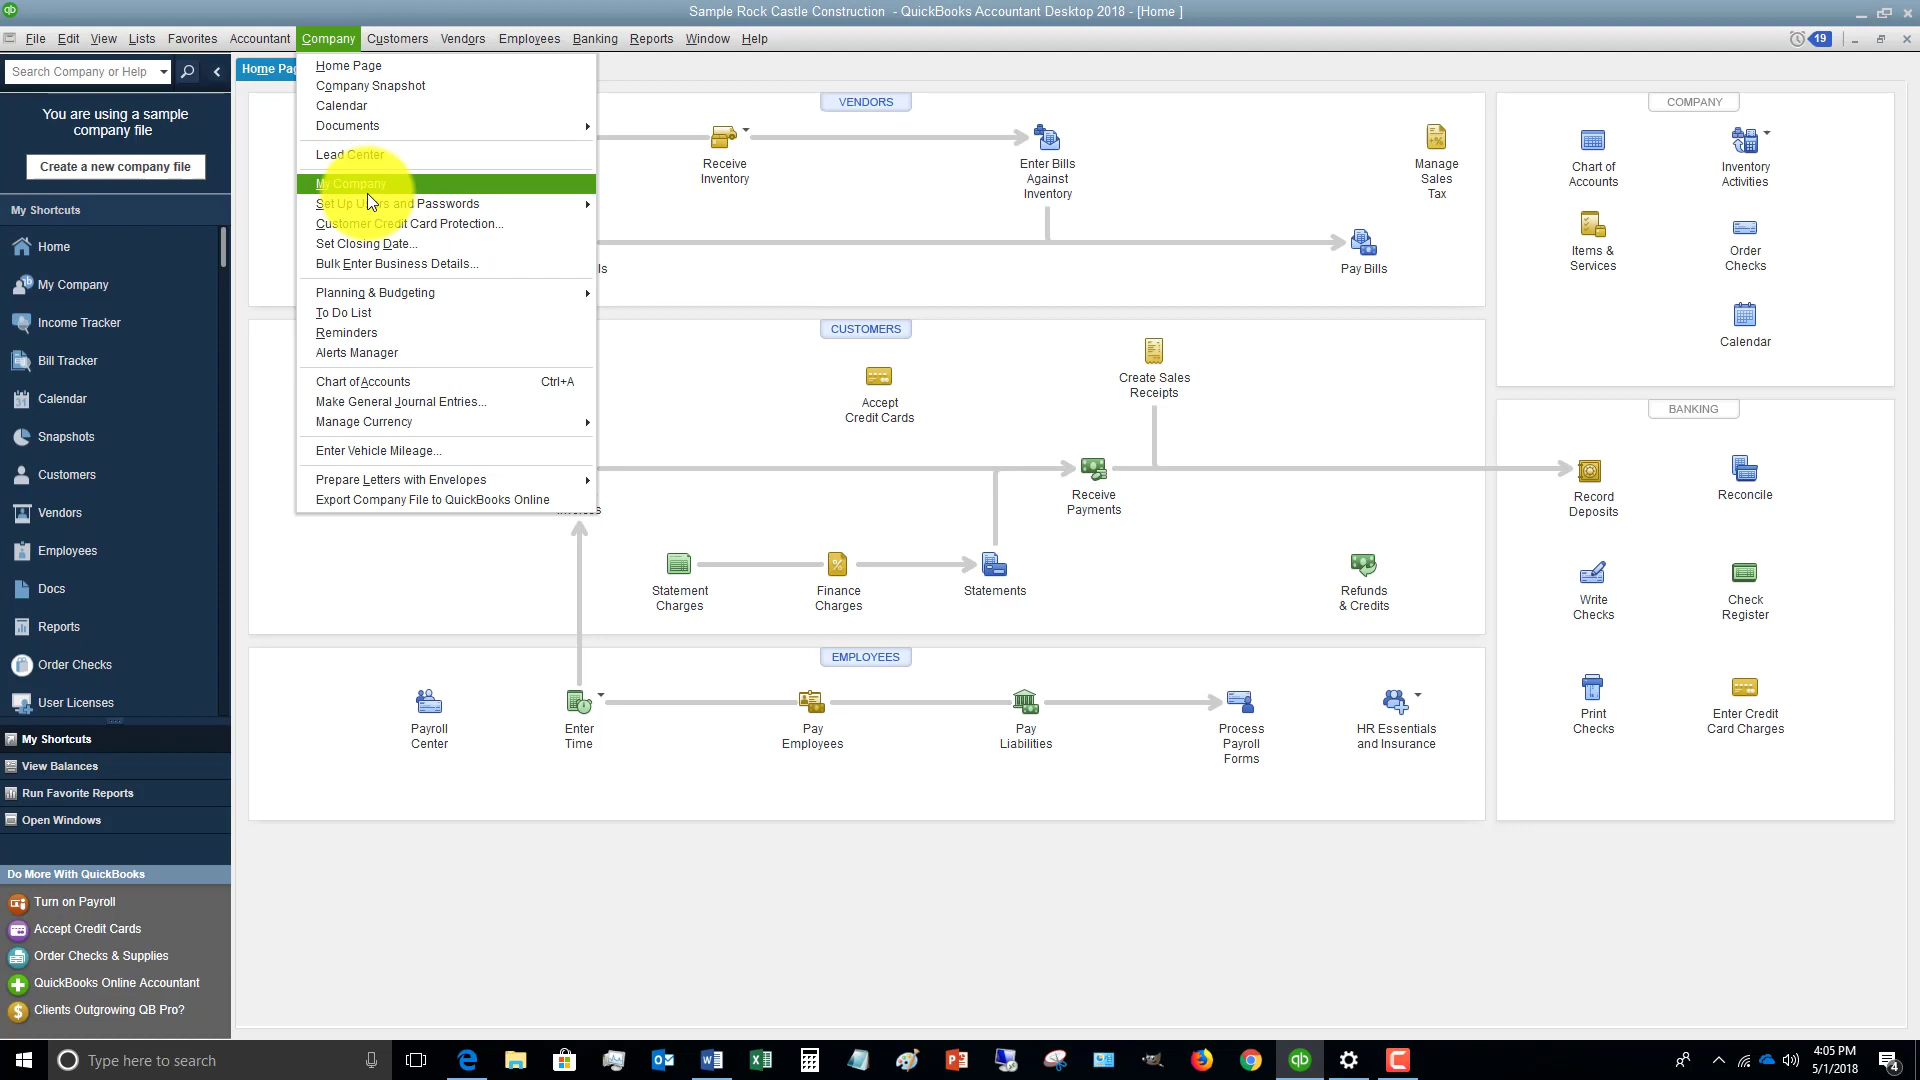 Sample Rock Castle Construction - QuickBooks Accountant Desktop 2018 - [Home ]
File Edit View Lists Favorites Accountant Company Customers Vendors Employees Banking Reports Window Help
19
Search Company or Help
You are using a sample
company file
Create a new company file
My Shortcuts
Home
My Company
Income Tracker
Bill Tracker
Calendar
Snapshots
Customers
Vendors
Employees
Docs
Reports
Order Checks
User Licenses
My Shortcuts
View Balances
Run Favorite Reports
Open Windows
Do More With QuickBooks
Turn on Payroll
Accept Credit Cards
Order Checks & Supplies
QuickBooks Online Accountant
Clients Outgrowing QB Pro?
Home Page
Company Snapshot
Calendar
Documents
Lead Center
My Company
Set Up Users and Passwords
Customer Credit Card Protection...
Set Closing Date...
Bulk Enter Business Details...
Planning & Budgeting
To Do List
Reminders
Alerts Manager
Chart of Accounts Ctrl+A
Make General Journal Entries...
Manage Currency
Enter Vehicle Mileage...
Prepare Letters with Envelopes
Export Company File to QuickBooks Online
Home
VENDORS
Receive
Inventory
Enter Bills
Against
Inventory
Manage
Sales
Tax
Pay Bills
CUSTOMERS
Accept
Credit Cards
Create Sales
Receipts
Receive
Payments
Statement
Charges
Finance
Charges
Statements
Refunds
& Credits
EMPLOYEES
Payroll
Center
Enter
Time
Pay
Employees
Pay
Liabilities
Process
Payroll
Forms
HR Essentials
and Insurance
COMPANY
Chart of
Accounts
Inventory
Activities
Items &
Services
Order
Checks
Calendar
BANKING
Record
Deposits
Reconcile
Write
Checks
Check
Register
Print
Checks
Enter Credit
Card Charges
Type here to search
4:05 PM
5/1/2018
4